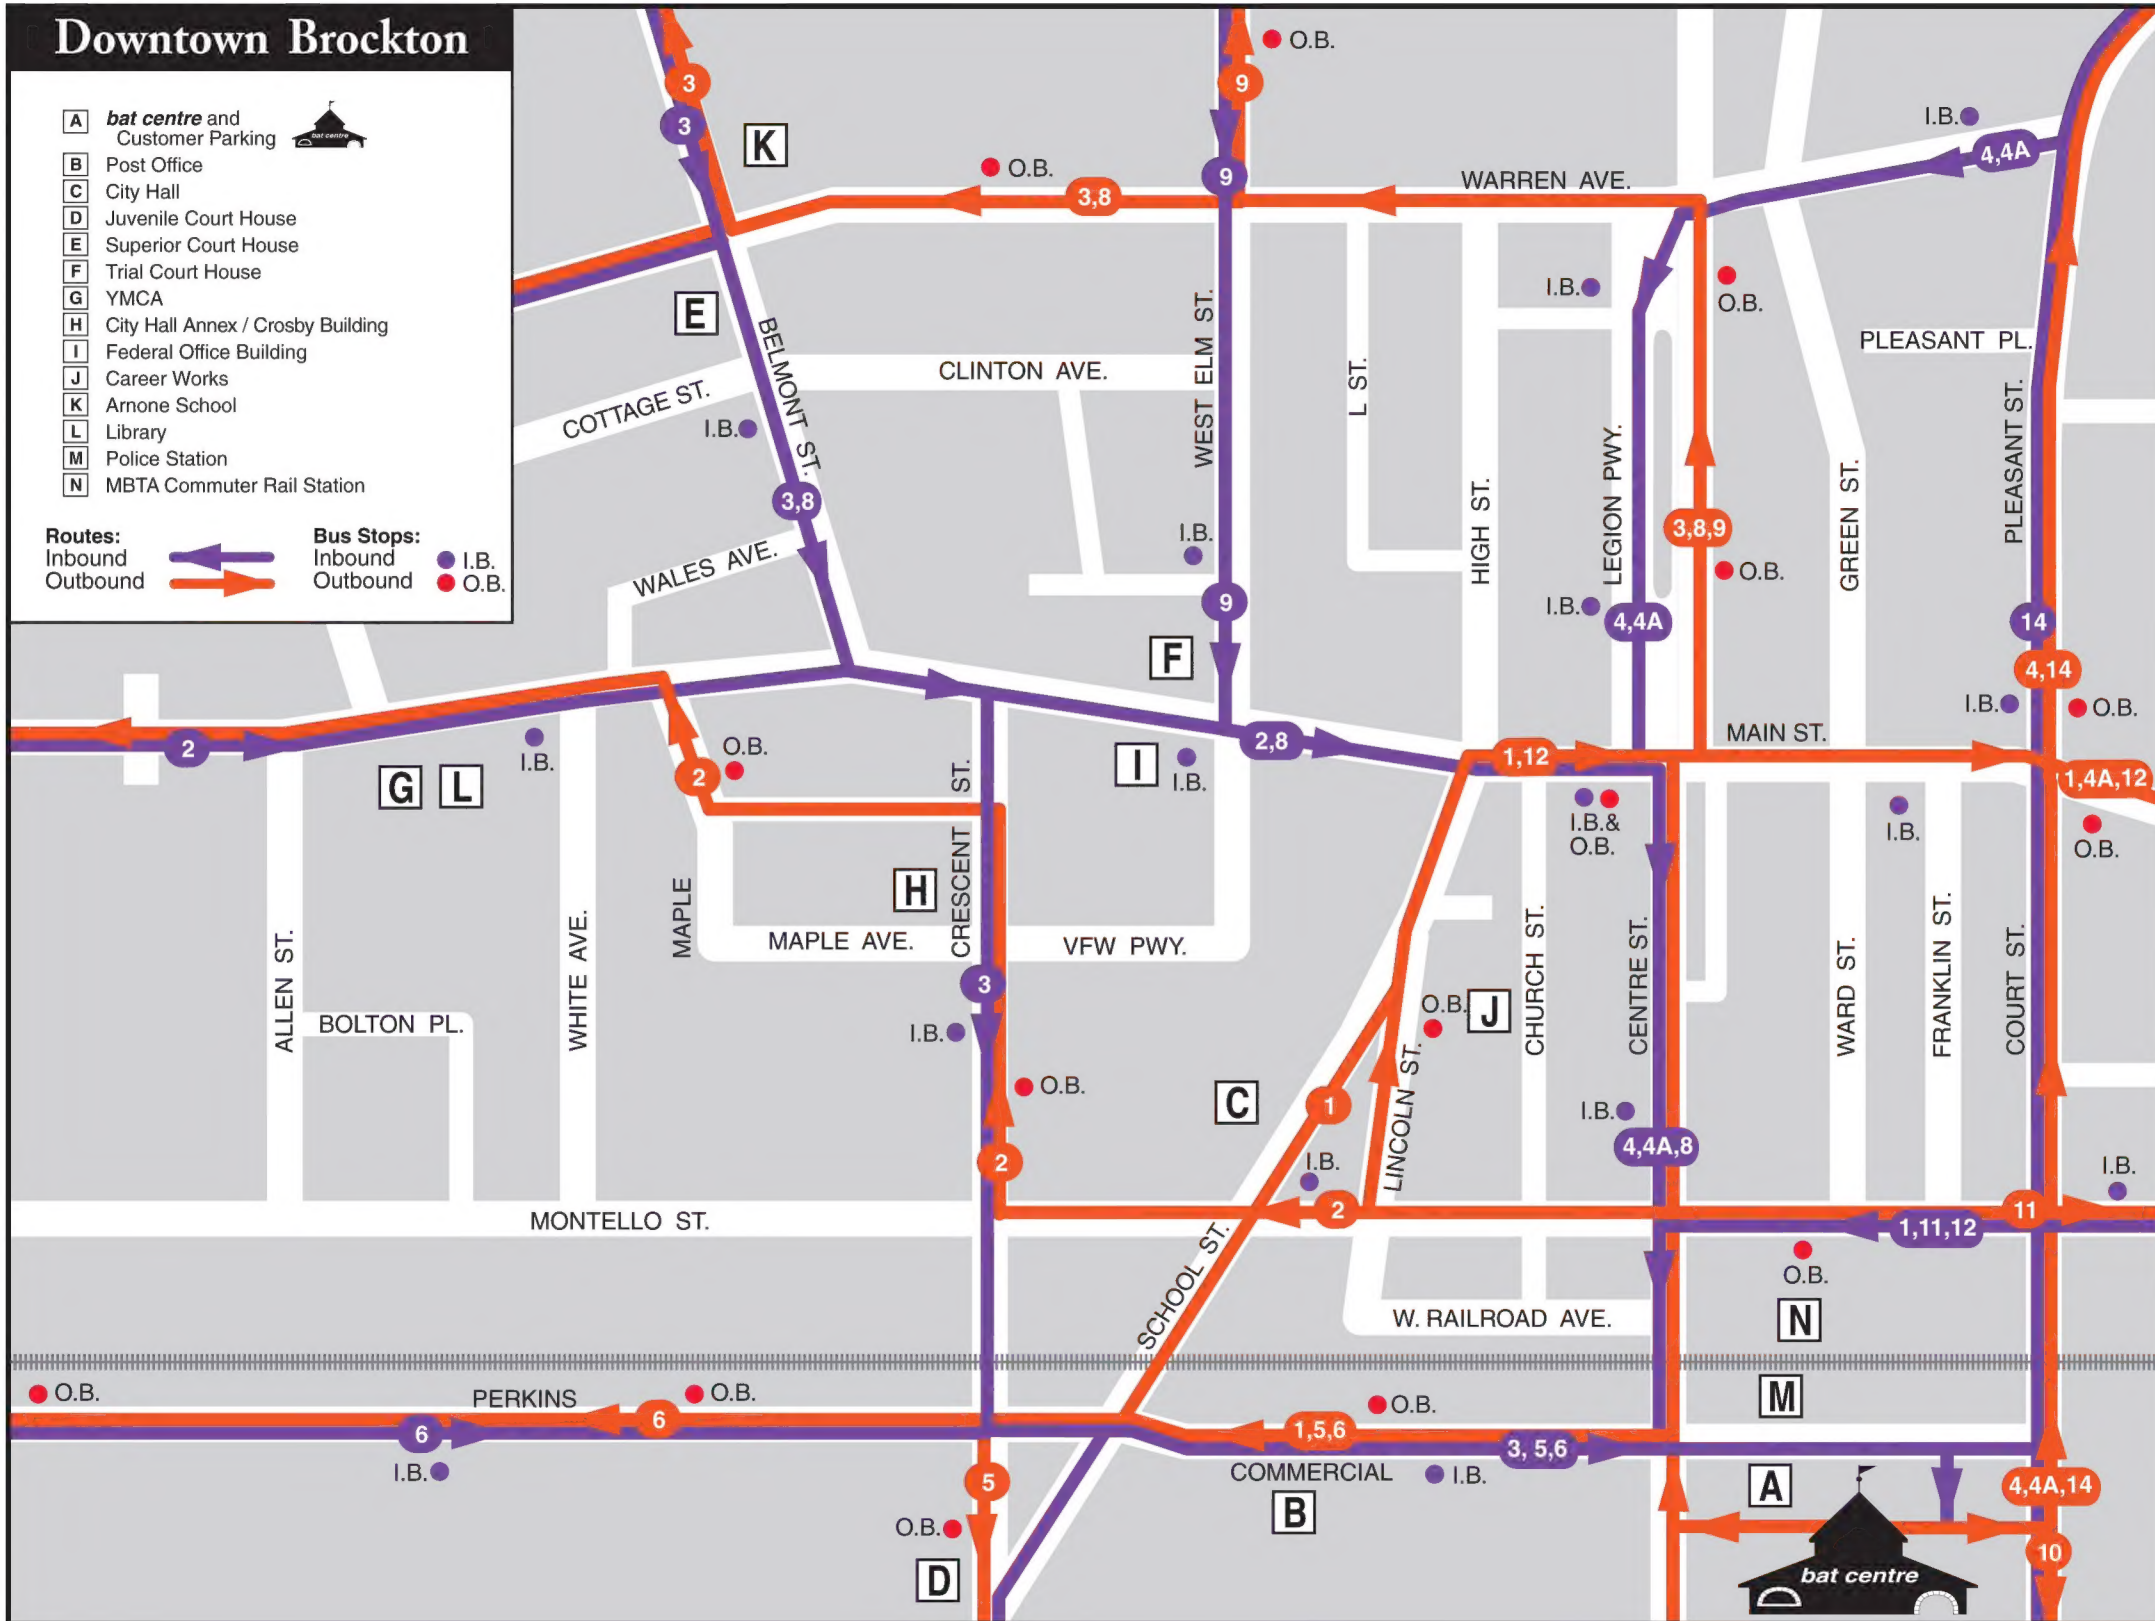 Downtown Brockton
A bat centre and
Customer Parking
bat centre
B Post Office
C City Hall
D Juvenile Court House
E Superior Court House
F Trial Court House
G YMCA
H City Hall Annex / Crosby Building
I Federal Office Building
J Career Works
K Arnone School
L Library
M Police Station
N MBTA Commuter Rail Station
Routes:
Inbound
Outbound
Bus Stops:
Inbound I.B.
Outbound O.B.
3
3
K
O.B.
3,8
9
O.B.
9
WARREN AVE.
I.B.
4,4A
E
BELMONT ST.
COTTAGE ST.
I.B.
CLINTON AVE.
WEST ELM ST.
L ST.
I.B.
O.B.
PLEASANT PL.
PLEASANT ST.
3,8
WALES AVE.
I.B.
9
HIGH ST.
LEGION PWY.
I.B.
4,4A
3,8,9
O.B.
GREEN ST.
14
4,14
F
I.B.
O.B.
2
I.B.
G
L
2
O.B.
ST.
I
I.B.
2,8
1,12
MAIN ST.
1,4A,12
I.B.&
O.B.
I.B.
O.B.
H
CRESCENT
MAPLE
MAPLE AVE.
VFW PWY.
ALLEN ST.
BOLTON PL.
WHITE AVE.
3
I.B.
O.B.
O.B.
J
CHURCH ST.
CENTRE ST.
WARD ST.
FRANKLIN ST.
COURT ST.
C
1
LINCOLN ST.
I.B.
4,4A,8
2
I.B.
2
I.B.
MONTELLO ST.
11
1,11,12
SCHOOL ST.
O.B.
W. RAILROAD AVE.
N
O.B.
PERKINS
O.B.
6
6
I.B.
O.B.
M
1,5,6
3, 5,6
COMMERCIAL
I.B.
5
B
A
4,4A,14
O.B.
D
10
bat centre